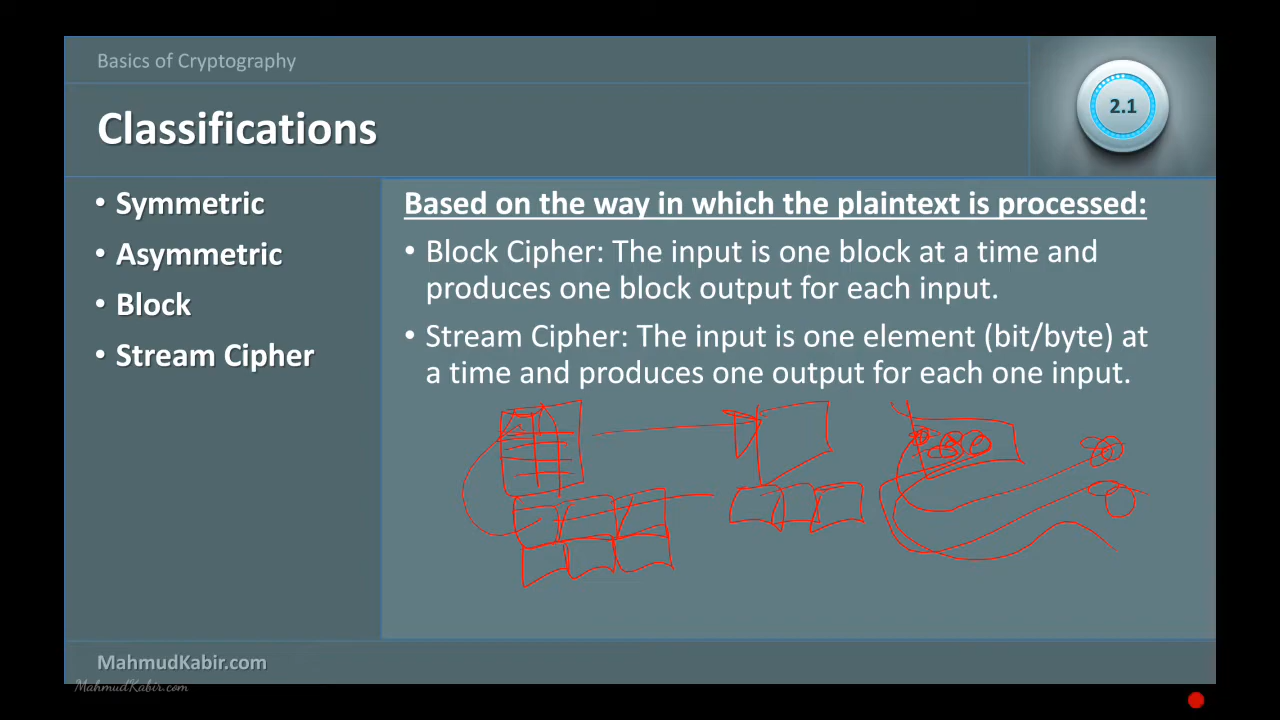 Basics of Cryptography
2.1
Classifications
• Symmetric
• Asymmetric
• Block
• Stream Cipher
Based on the way in which the plaintext is processed:
• Block Cipher: The input is one block at a time and
produces one block output for each input.
• Stream Cipher: The input is one element (bit/byte) at
a time and produces one output for each one input.
MahmudKabir.com
MahmudKabir.com